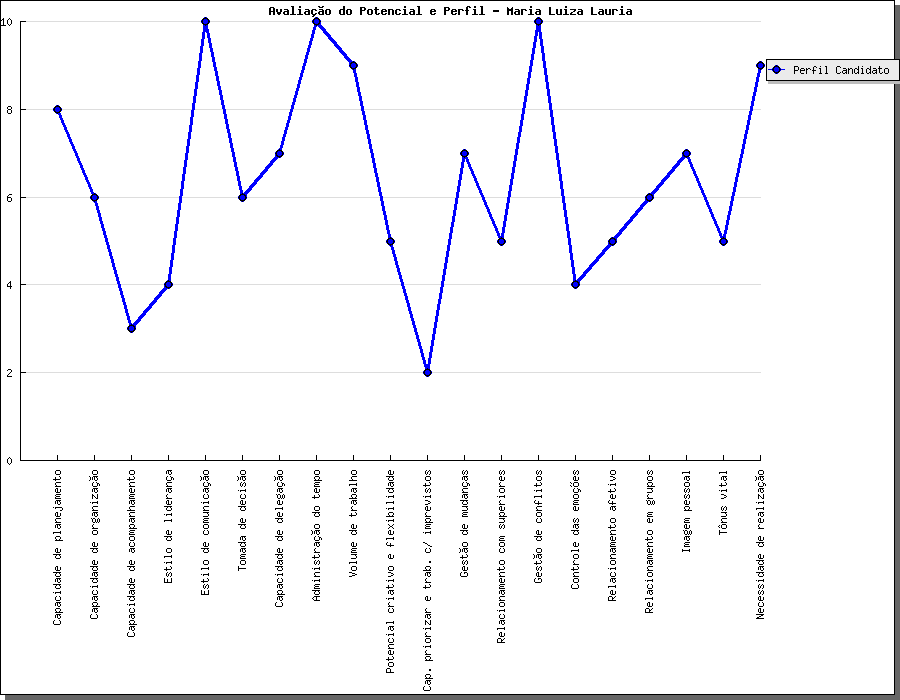 Avaliação do Potencial e Perfil - Maria Luiza Lauria
10
8
6
4
2
0
Perfil Candidato
Capacidade de planejamento
Capacidade de organização
Capacidade de acompanhamento
Estilo de liderança
Estilo de comunicação
Tomada de decisão
Capacidade de delegação
Administração do tempo
Volume de trabalho
Potencial criativo e flexibilidade
Cap. priorizar e trab. c/ imprevistos
Gestão de mudanças
Relacionamento com superiores
Gestão de conflitos
Controle das emoções
Relacionamento afetivo
Relacionamento em grupos
Imagem pessoal
Tônus vital
Necessidade de realização